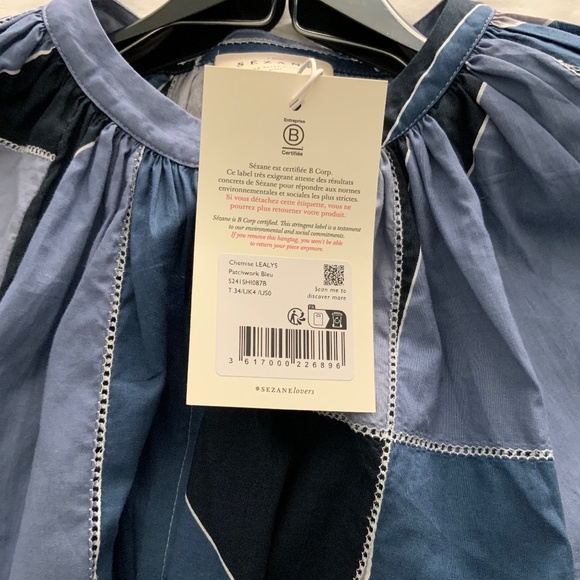 SÉZANE
Entreprise
B
Certifiée
Sézane est certifiée B Corp.
Ce label très exigeant atteste des résultats
concrets de Sézane pour répondre aux normes
environnementales et sociales les plus strictes.
Si vous détachez cette étiquette, vous ne
pourrez plus retourner votre produit.
Sézane is B Corp certified. This stringent label is a testament
to our environmental and social commitments.
If you remove this hangtag, you won't be able
to return your piece anymore.
Chemise LEALYS
Patchwork Bleu
S241SHI087B
T 34/UK4 /US0
Scan me to
discover more
3 617000 226896
#SEZANElovers